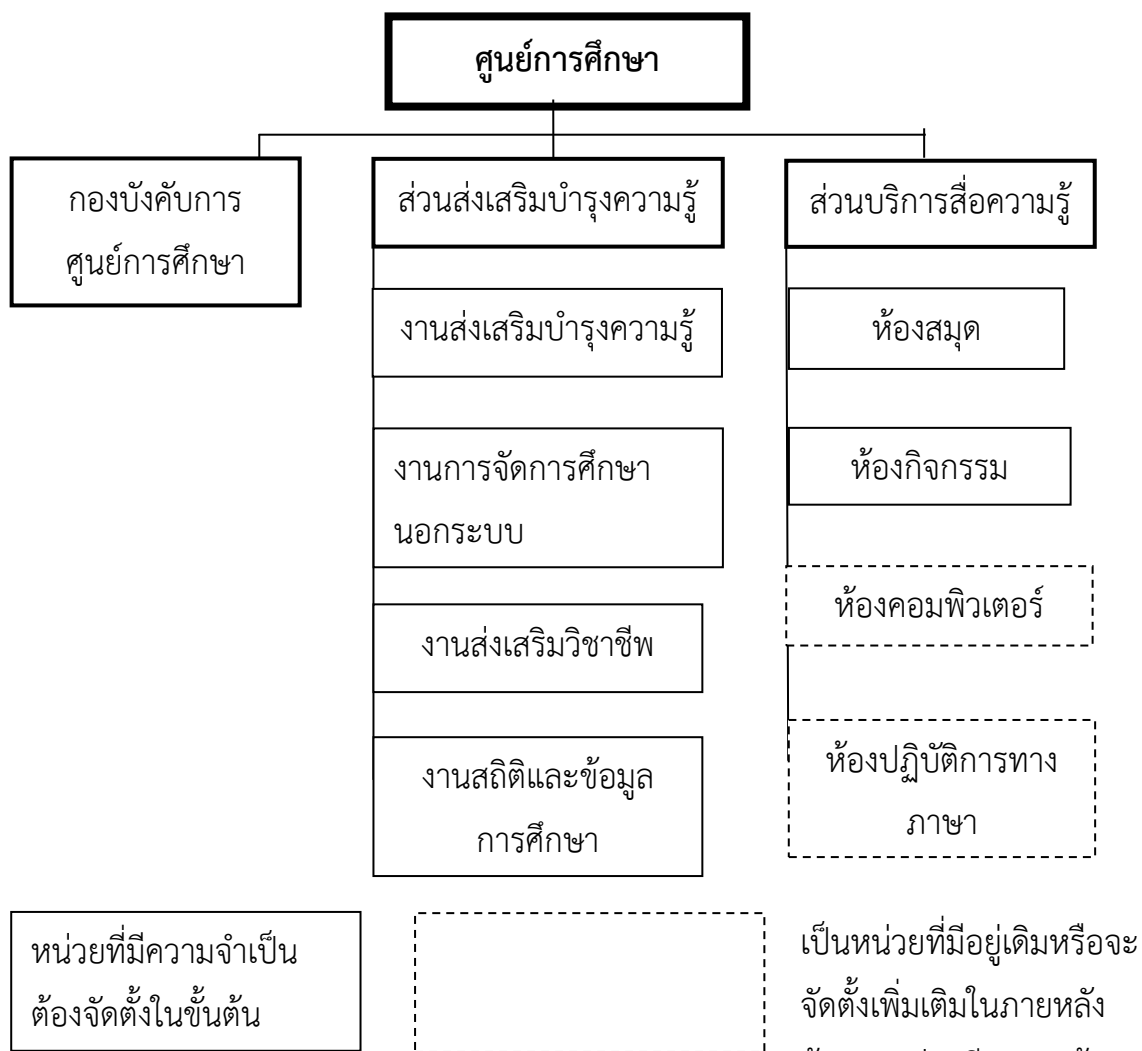 ศูนย์การศึกษา
กองบังคับการ
ศูนย์การศึกษา
ส่วนส่งเสริมบำรุงความรู้
งานส่งเสริมบำรุงความรู้
งานการจัดการศึกษา
นอกระบบ
งานส่งเสริมวิชาชีพ
งานสถิติและข้อมูล
การศึกษา
ส่วนบริการสื่อความรู้
ห้องสมุด
ห้องกิจกรรม
ห้องคอมพิวเตอร์
ห้องปฏิบัติการทาง
ภาษา
หน่วยที่มีความจำเป็น
ต้องจัดตั้งในขั้นต้น
เป็นหน่วยที่มีอยู่เดิมหรือจะ
จัดตั้งเพิ่มเติมในภายหลัง